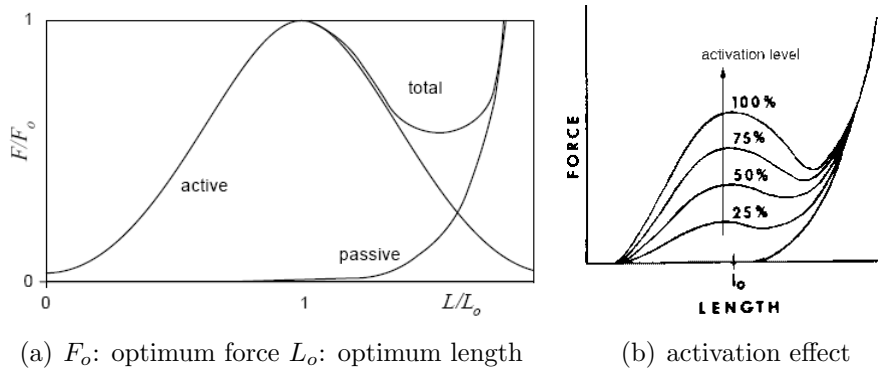 1
F/Fo
total
active
passive
0
0
1
L/Lo
(a) Fo: optimum force Lo: optimum length
activation level
100%
75%
50%
25%
FORCE
lo
LENGTH
(b) activation effect